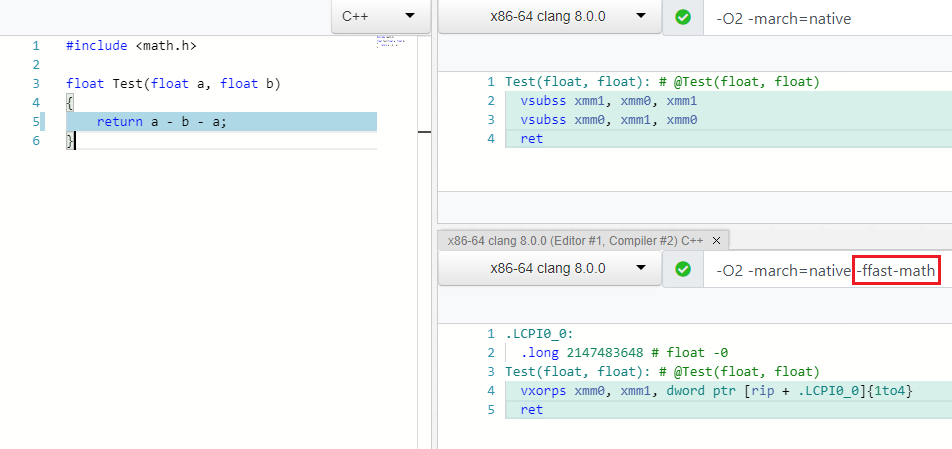 C++
1 #include <math.h>
2
3 float Test(float a, float b)
4 {
5 return a - b - a;
6 }
x86-64 clang 8.0.0
-O2 -march=native
1 Test(float, float): # @Test(float, float)
2 vsubss xmm1, xmm0, xmm1
3 vsubss xmm0, xmm1, xmm0
4 ret
x86-64 clang 8.0.0 (Editor #1, Compiler #2) C++ ×
x86-64 clang 8.0.0
-O2 -march=native -ffast-math
1 .LCPI0_0:
2 .long 2147483648 # float -0
3 Test(float, float): # @Test(float, float)
4 vxorps xmm0, xmm1, dword ptr [rip + .LCPI0_0]{1to4}
5 ret